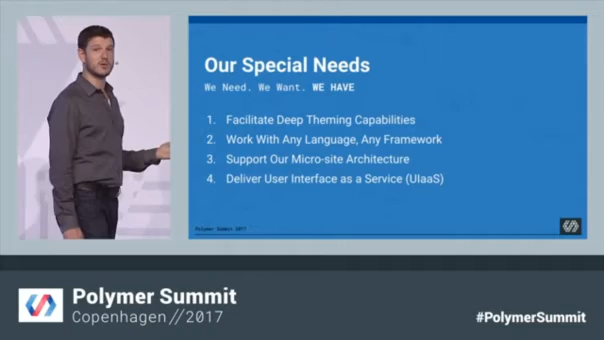 Our Special Needs
We Need. We Want. WE HAVE
1. Facilitate Deep Theming Capabilities
2. Work With Any Language, Any Framework
3. Support Our Micro-site Architecture
4. Deliver User Interface as a Service (UIaaS)
Polymer Summit 2017
Polymer Summit
Copenhagen //2017
#PolymerSummit